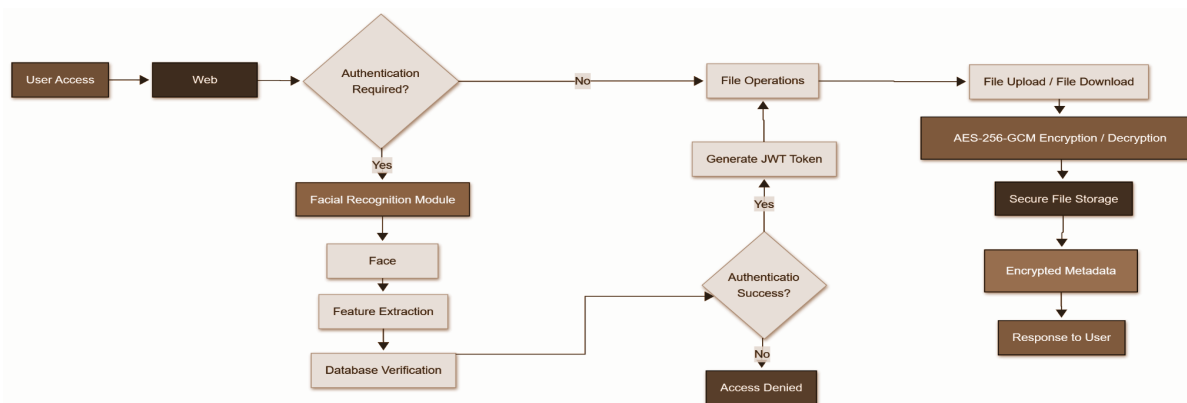 User Access
Web
Authentication
Required?
No
Yes
Facial Recognition Module
Face
Feature Extraction
Database Verification
Authenticatio
Success?
Yes
Generate JWT Token
No
Access Denied
File Operations
File Upload / File Download
AES-256-GCM Encryption / Decryption
Secure File Storage
Encrypted Metadata
Response to User